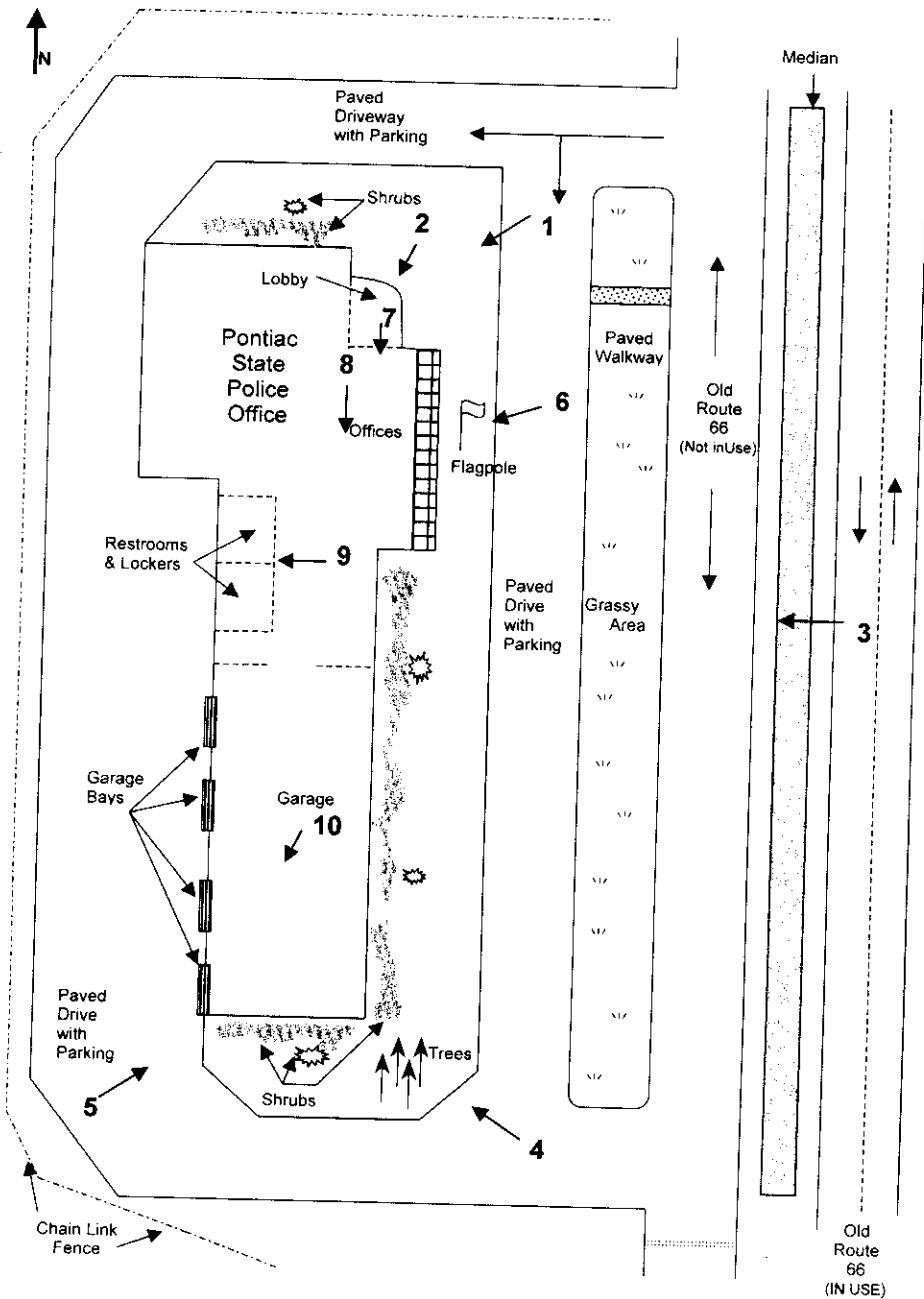 N
Median
Paved
Driveway
with Parking
Shrubs
1
2
Lobby
7
Pontiac
State
Police
Office
8
Paved
Walkway
Old
Route
66
(Not inUse)
6
Offices
Flagpole
Restrooms
& Lockers
9
Paved
Drive
with
Parking
Grassy
Area
3
Garage
Bays
Garage
10
Paved
Drive
with
Parking
Trees
Shrubs
5
4
Chain Link
Fence
Old
Route
66
(IN USE)